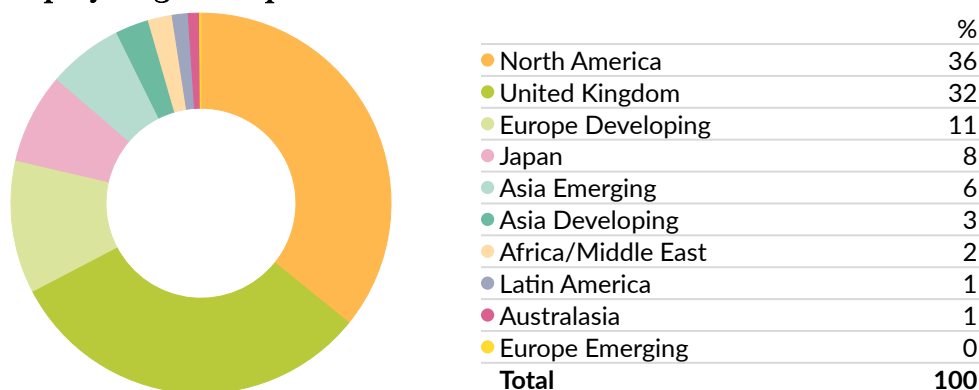 %
North America 36
United Kingdom 32
Europe Developing 11
Japan 8
Asia Emerging 6
Asia Developing 3
Africa/Middle East 2
Latin America 1
Australasia 1
Europe Emerging 0
Total 100